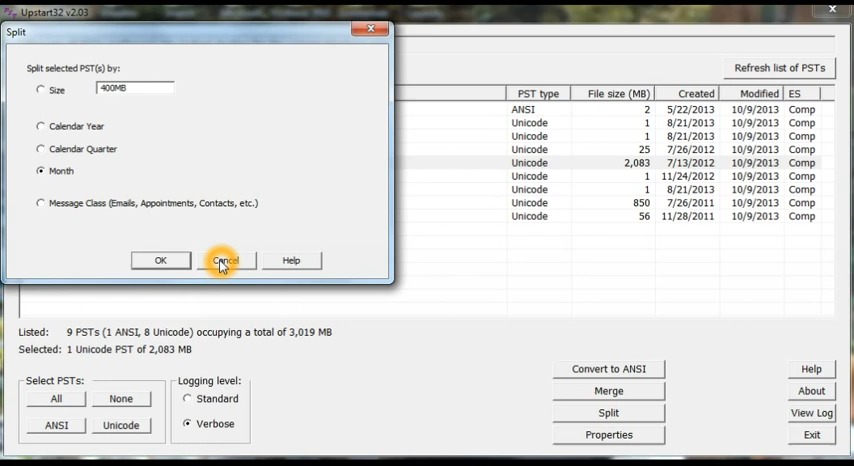 Upstart32 v2.03
Split
Split selected PST(s) by:
Size 400MB
Calendar Year
Calendar Quarter
Month
Message Class (Emails, Appointments, Contacts, etc.)
OK Cancel Help
Refresh list of PSTs
PST type File size (MB) Created Modified ES
ANSI 2 5/22/2013 10/9/2013 Comp
Unicode 1 8/21/2013 10/9/2013 Comp
Unicode 1 8/21/2013 10/9/2013 Comp
Unicode 25 7/26/2012 10/9/2013 Comp
Unicode 2,083 7/13/2012 10/9/2013 Comp
Unicode 1 11/24/2012 10/9/2013 Comp
Unicode 1 8/21/2013 10/9/2013 Comp
Unicode 850 7/26/2011 10/9/2013 Comp
Unicode 56 11/28/2011 10/9/2013 Comp
Listed: 9 PSTs (1 ANSI, 8 Unicode) occupying a total of 3,019 MB
Selected: 1 Unicode PST of 2,083 MB
Select PSTs:
All None
ANSI Unicode
Logging level:
Standard
Verbose
Convert to ANSI
Merge
Split
Properties
Help
About
View Log
Exit